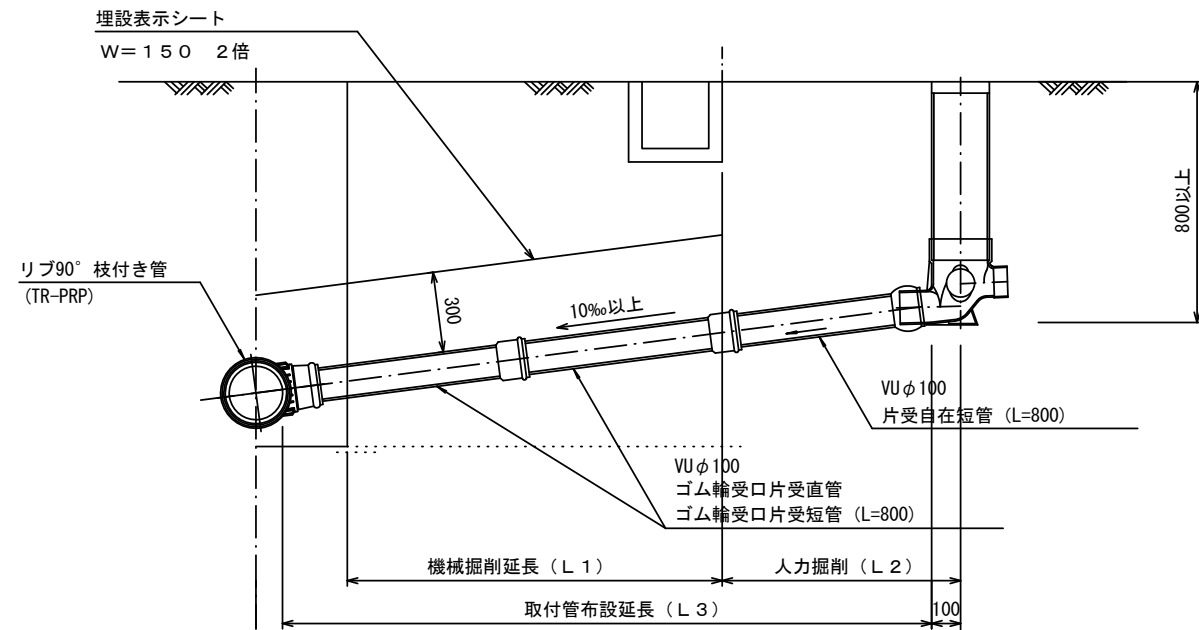 埋設表示シート
W=150 2倍
リブ90°枝付き管
(TR-PRP)
300
10‰以上
800以上
VUφ100
片受自在短管 (L=800)
VUφ100
ゴム輪受口片受直管
ゴム輪受口片受短管 (L=800)
機械掘削延長(L1)
人力掘削(L2)
取付管布設延長(L3)
100